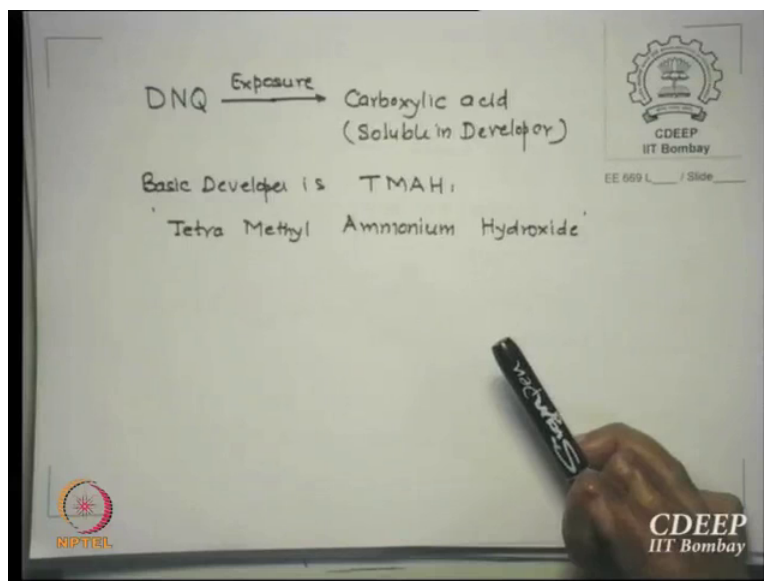 DNQ Exposure Carboxylic acid
(Soluble in Developer)
Basic Developer is TMAH,
'Tetra Methyl Ammonium Hydroxide'
CDEEP
IIT Bombay
EE 669 L___ / Slide___
Signpen
NPTEL
CDEEP
IIT Bombay